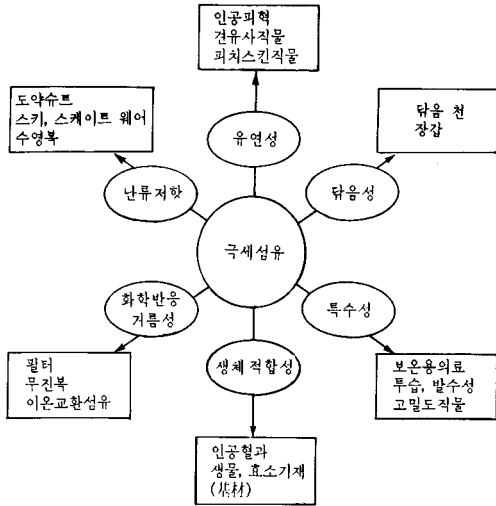 인공피혁
견유사직물
피치스킨직물
도약슈트
스키, 스케이트 웨어
수영복
닦음 천
장갑
유연성
난류저항
닦음성
극세섬유
화학반응
거름성
특수성
생체 적합성
필터
무진복
이온교환섬유
보온용의료
투습, 발수성
고밀도직물
인공혈과
생물, 효소기재
(基材)